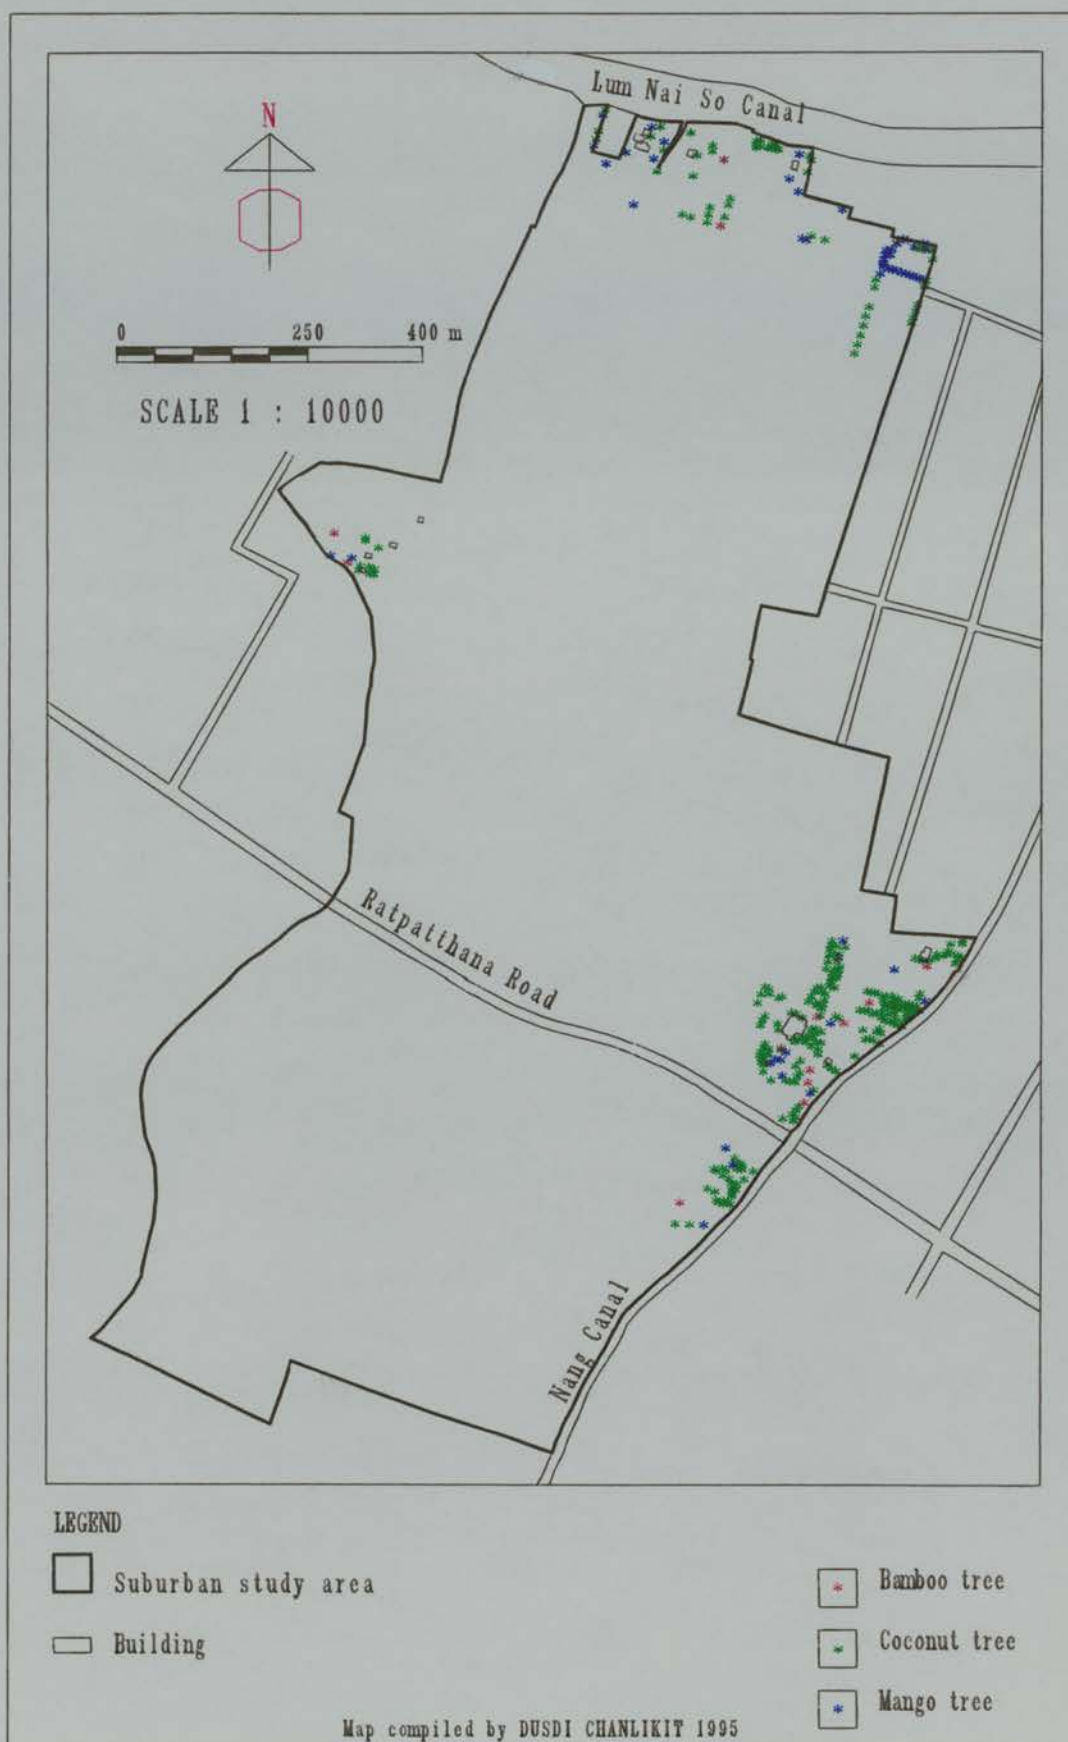 Lum Nai So Canal
N
0 250 400 m
SCALE 1 : 10000
Ratpatthana Road
Nang Canal
LEGEND
Suburban study area
Building
Bamboo tree
Coconut tree
Mango tree
Map compiled by DUSDI CHANLIKIT 1995